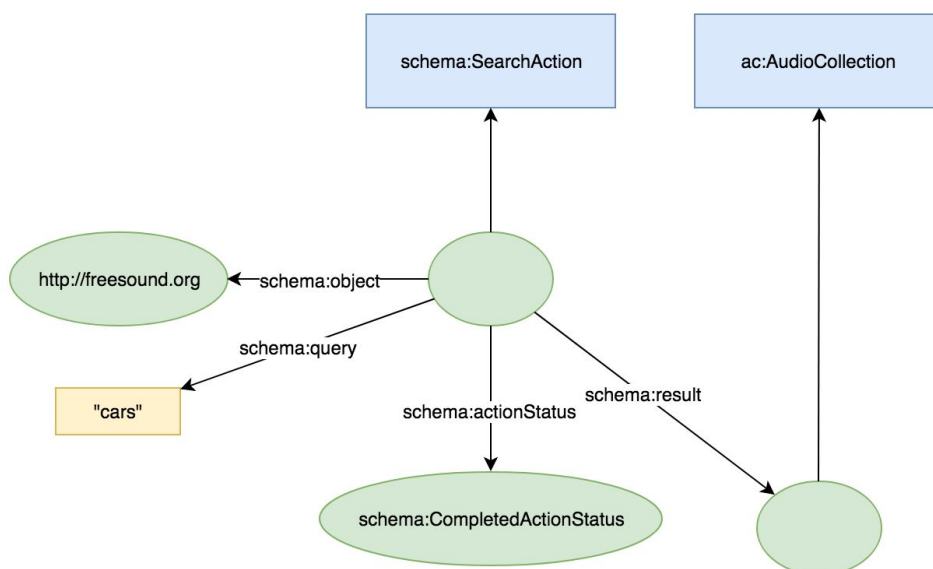 schema:SearchAction
ac:AudioCollection
http://freesound.org
schema:object
schema:query
"cars"
schema:actionStatus
schema:result
schema:CompletedActionStatus